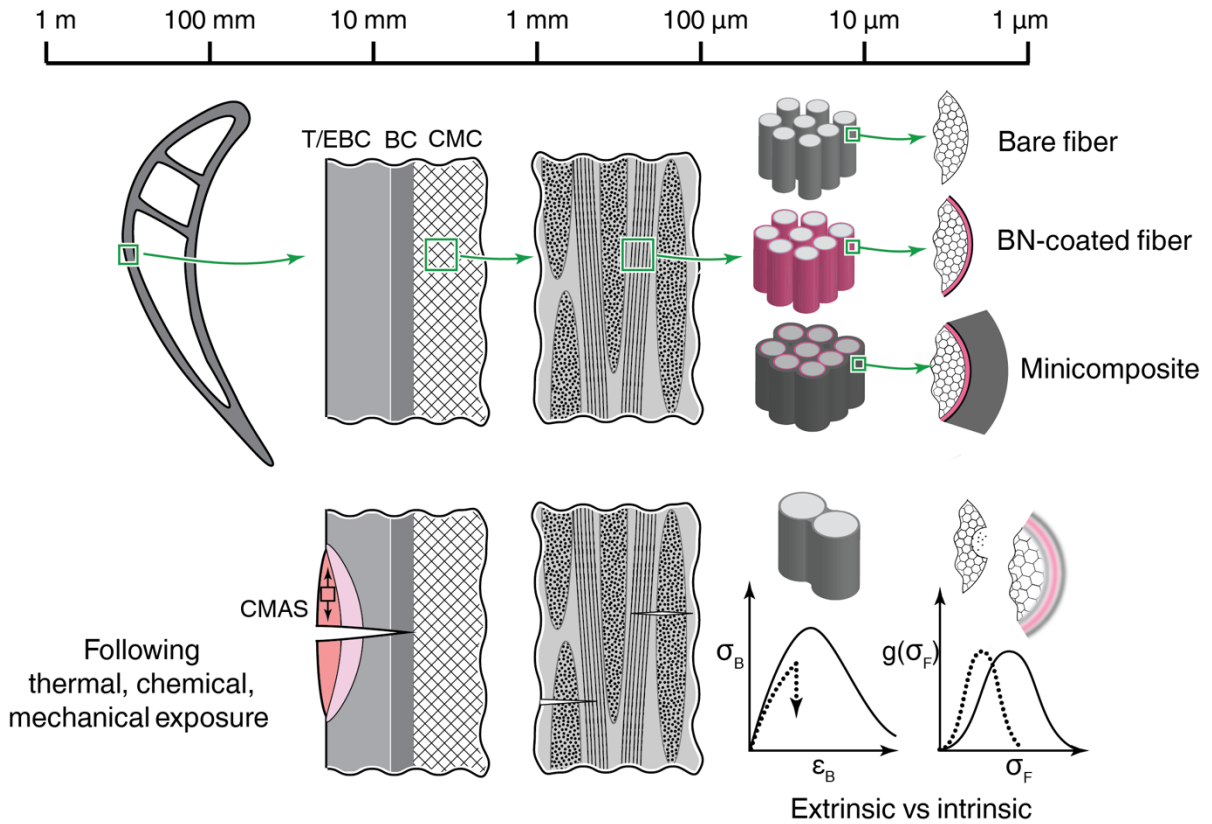 1 m 100 mm 10 mm 1 mm 100 µm 10 µm 1 µm
T/EBC BC CMC
Bare fiber
BN-coated fiber
Minicomposite
CMAS
Following
thermal, chemical,
mechanical exposure
σB
εB
g(σF)
σF
Extrinsic vs intrinsic